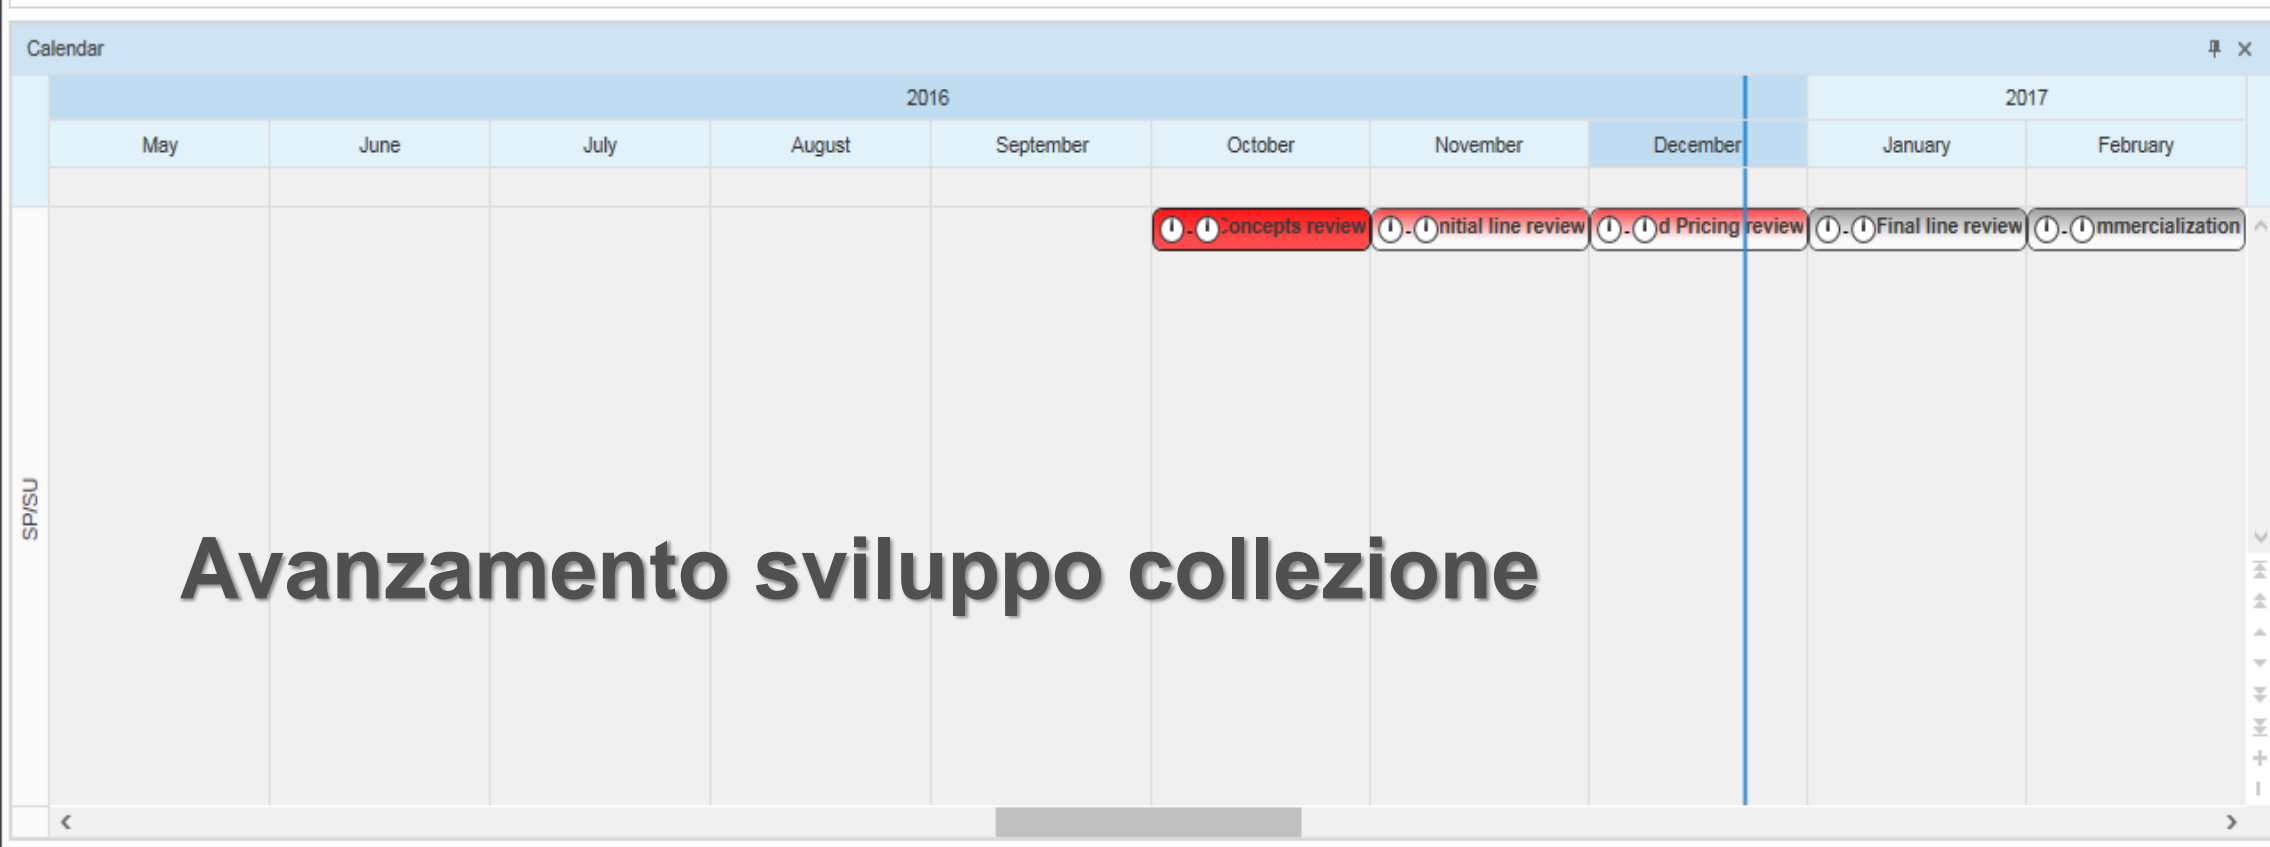 Calendar
2016 2017
May June July August September October November December January February
Concepts review nitial line review d Pricing review Final line review mmercialization
SP/SU
Avanzamento sviluppo collezione